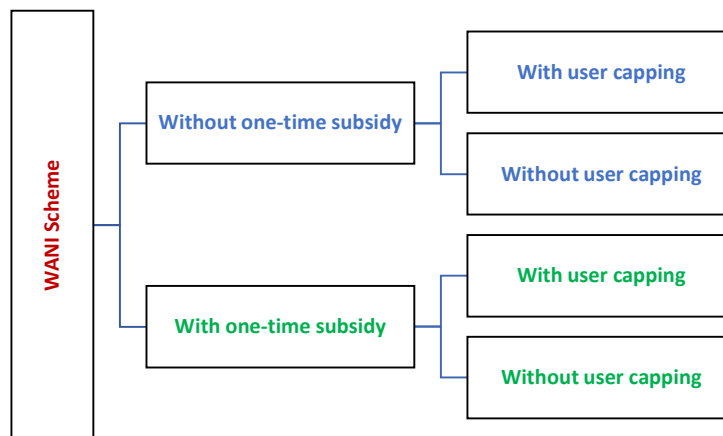 WANI Scheme
Without one-time subsidy
With user capping
Without user capping
With one-time subsidy
With user capping
Without user capping